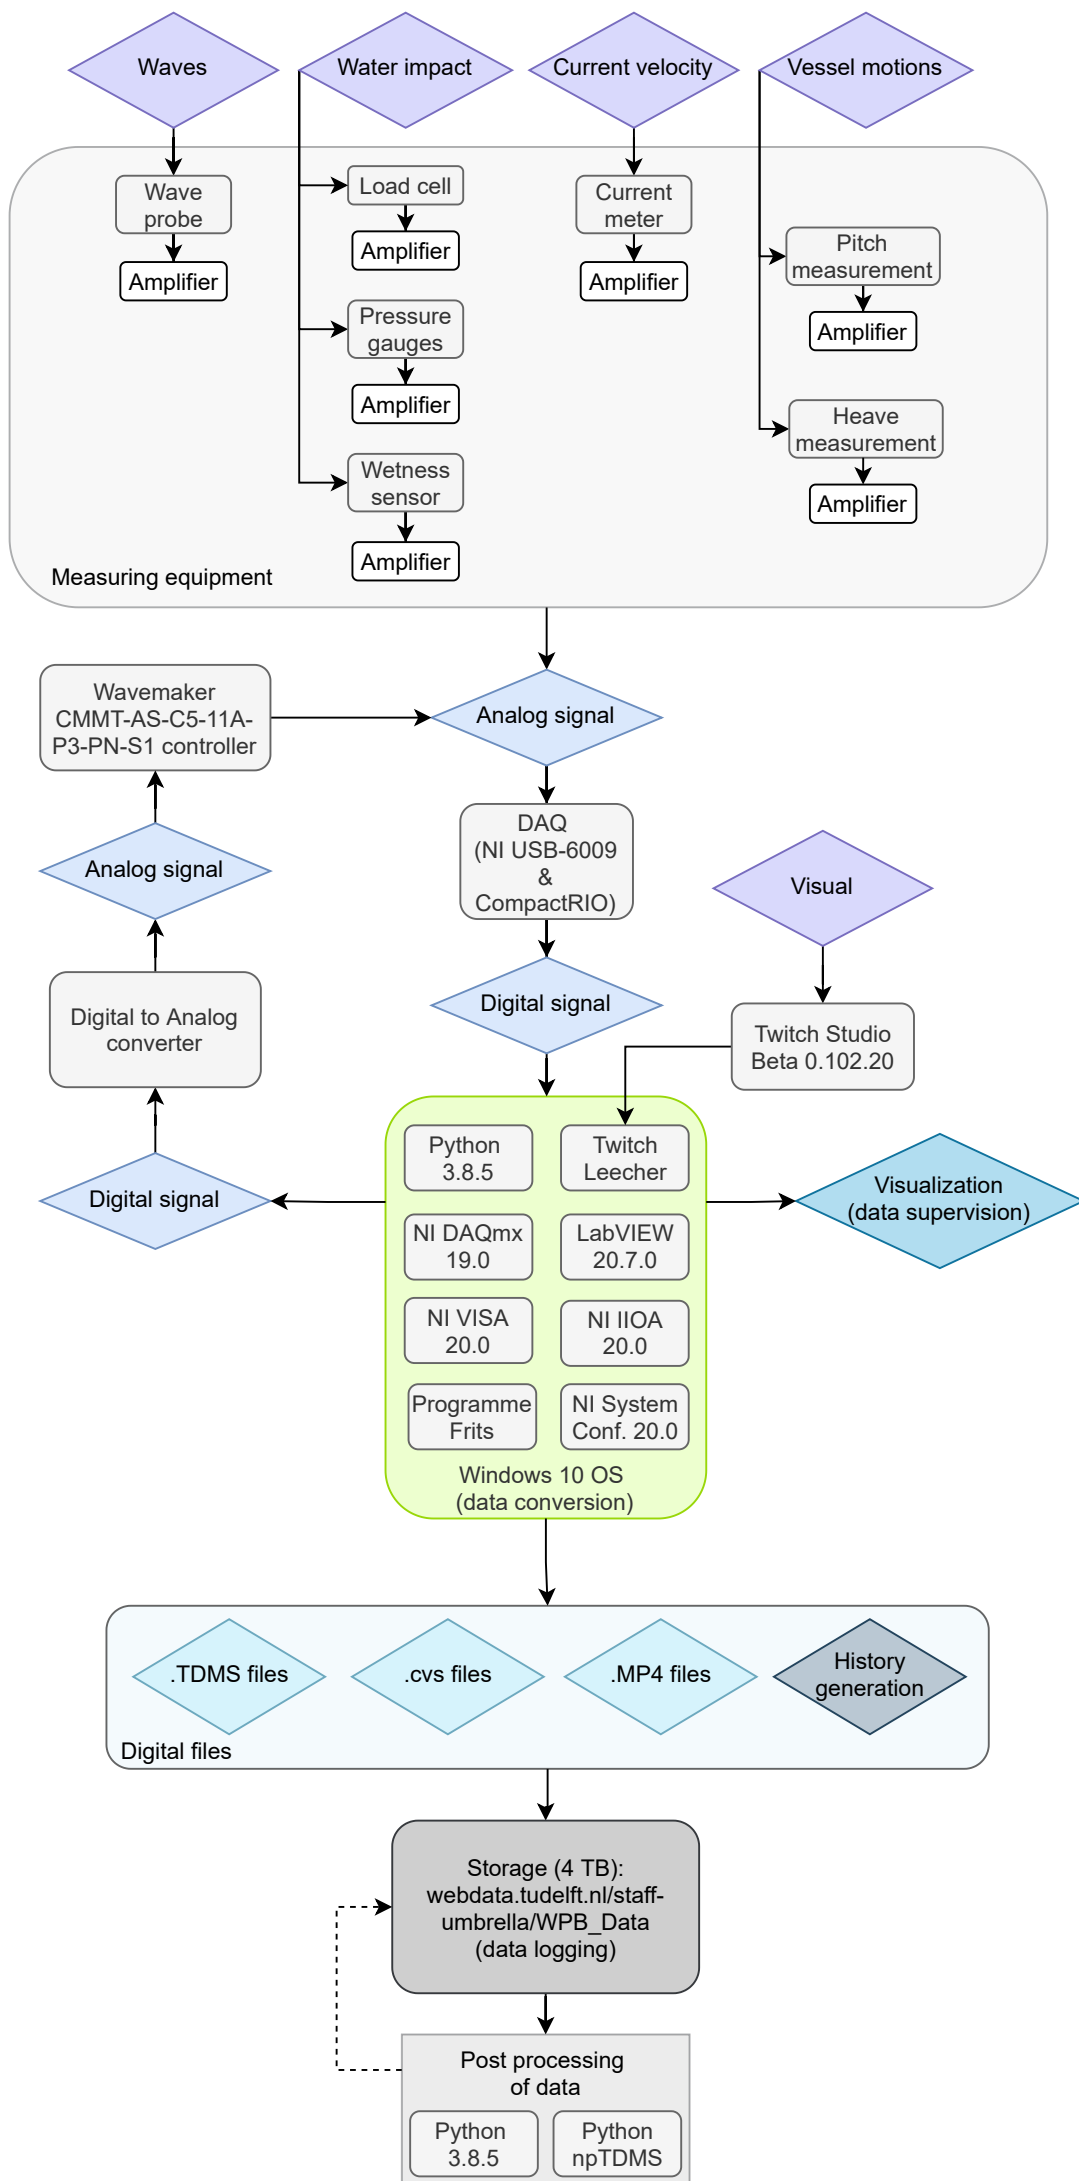 Waves
Water impact
Current velocity
Vessel motions
Wave
probe
Amplifier
Load cell
Amplifier
Pressure
gauges
Amplifier
Wetness
sensor
Amplifier
Current
meter
Amplifier
Pitch
measurement
Amplifier
Heave
measurement
Amplifier
Measuring equipment
Wavemaker
CMMT-AS-C5-11A-
P3-PN-S1 controller
Analog signal
Analog signal
DAQ
(NI USB-6009
&
CompactRIO)
Visual
Digital to Analog
converter
Digital signal
Twitch Studio
Beta 0.102.20
Digital signal
Python
3.8.5
Twitch
Leecher
NI DAQmx
19.0
LabVIEW
20.7.0
NI VISA
20.0
NI IIOA
20.0
Programme
Frits
NI System
Conf. 20.0
Windows 10 OS
(data conversion)
Visualization
(data supervision)
.TDMS files
.cvs files
.MP4 files
History
generation
Digital files
Storage (4 TB):
webdata.tudelft.nl/staff-
umbrella/WPB_Data
(data logging)
Post processing
of data
Python
3.8.5
Python
npTDMS